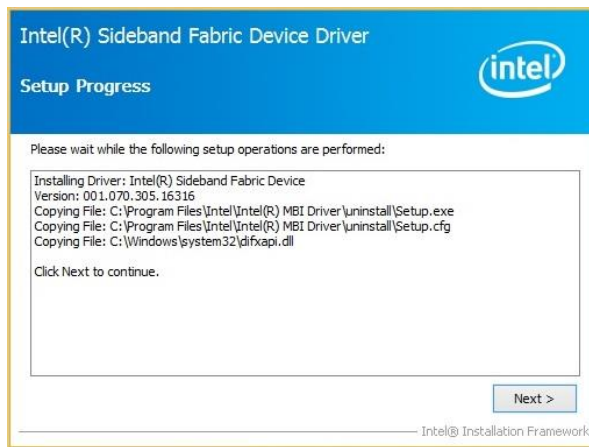 Intel(R) Sideband Fabric Device Driver
Setup Progress
intel
Please wait while the following setup operations are performed:
Installing Driver: Intel(R) Sideband Fabric Device
Version: 001.070.305.16316
Copying File: C:\Program Files\Intel\Intel(R) MBI Driver\uninstall\Setup.exe
Copying File: C:\Program Files\Intel\Intel(R) MBI Driver\uninstall\Setup.cfg
Copying File: C:\Windows\system32\difxapi.dll
Click Next to continue.
Next >
Intel® Installation Framework